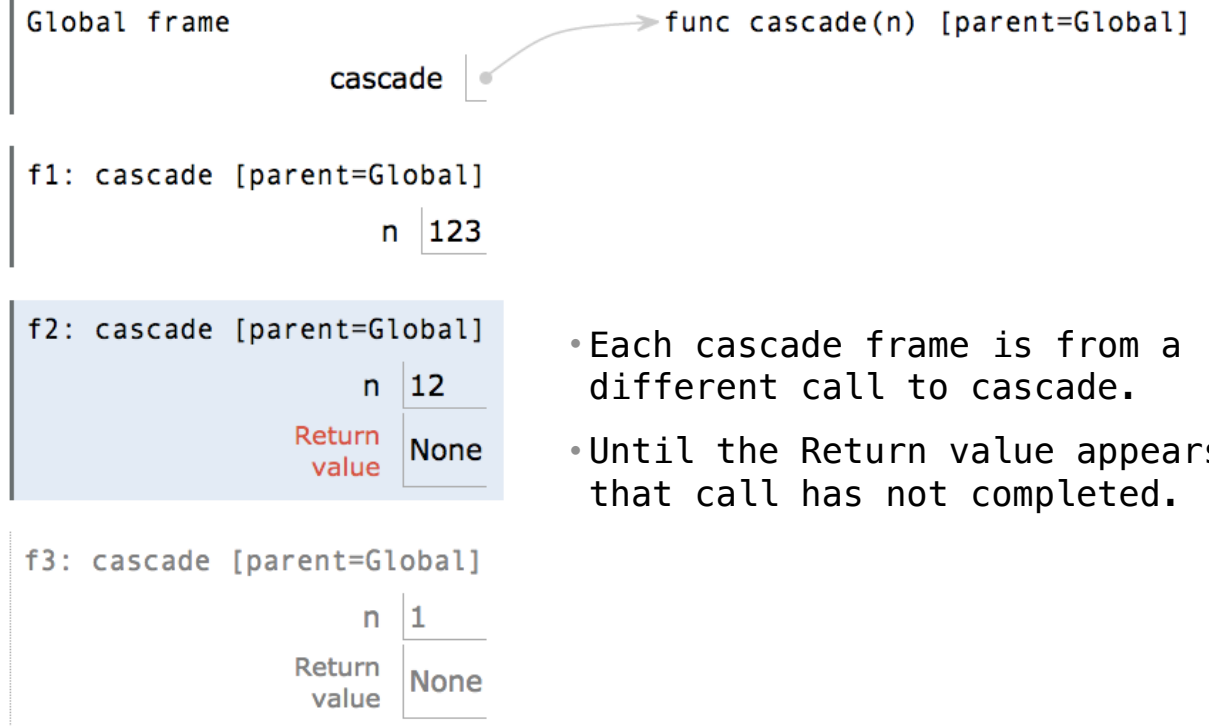 Global frame
func cascade(n) [parent=Global]
cascade
f1: cascade [parent=Global]
n 123
f2: cascade [parent=Global]
n 12
Return
value None
f3: cascade [parent=Global]
n 1
Return
value None
•Each cascade frame is from a
different call to cascade.
•Until the Return value appears
that call has not completed.